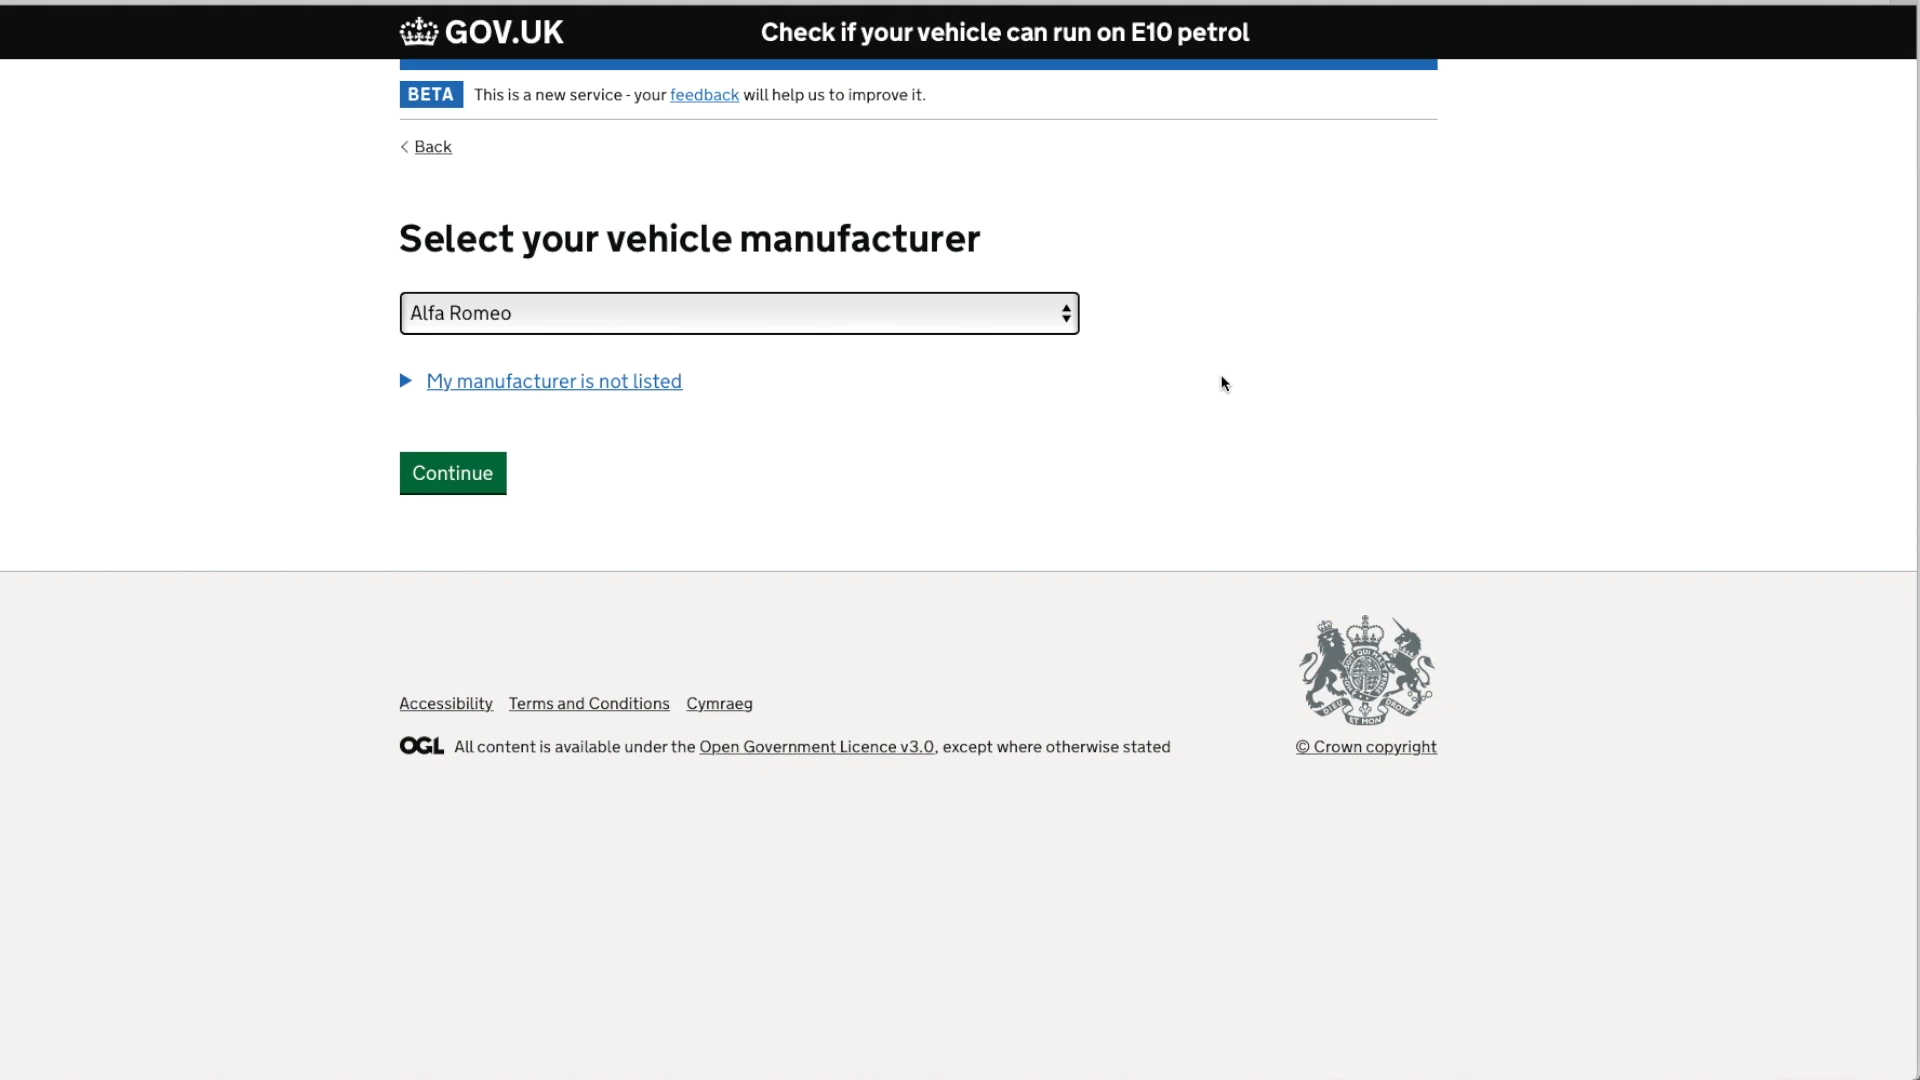 GOV.UK
Check if your vehicle can run on E10 petrol
BETA
This is a new service - your feedback will help us to improve it.
Back
Select your vehicle manufacturer
Alfa Romeo
My manufacturer is not listed
Continue
Accessibility Terms and Conditions Cymraeg
OGL All content is available under the Open Government Licence v3.0, except where otherwise stated
© Crown copyright